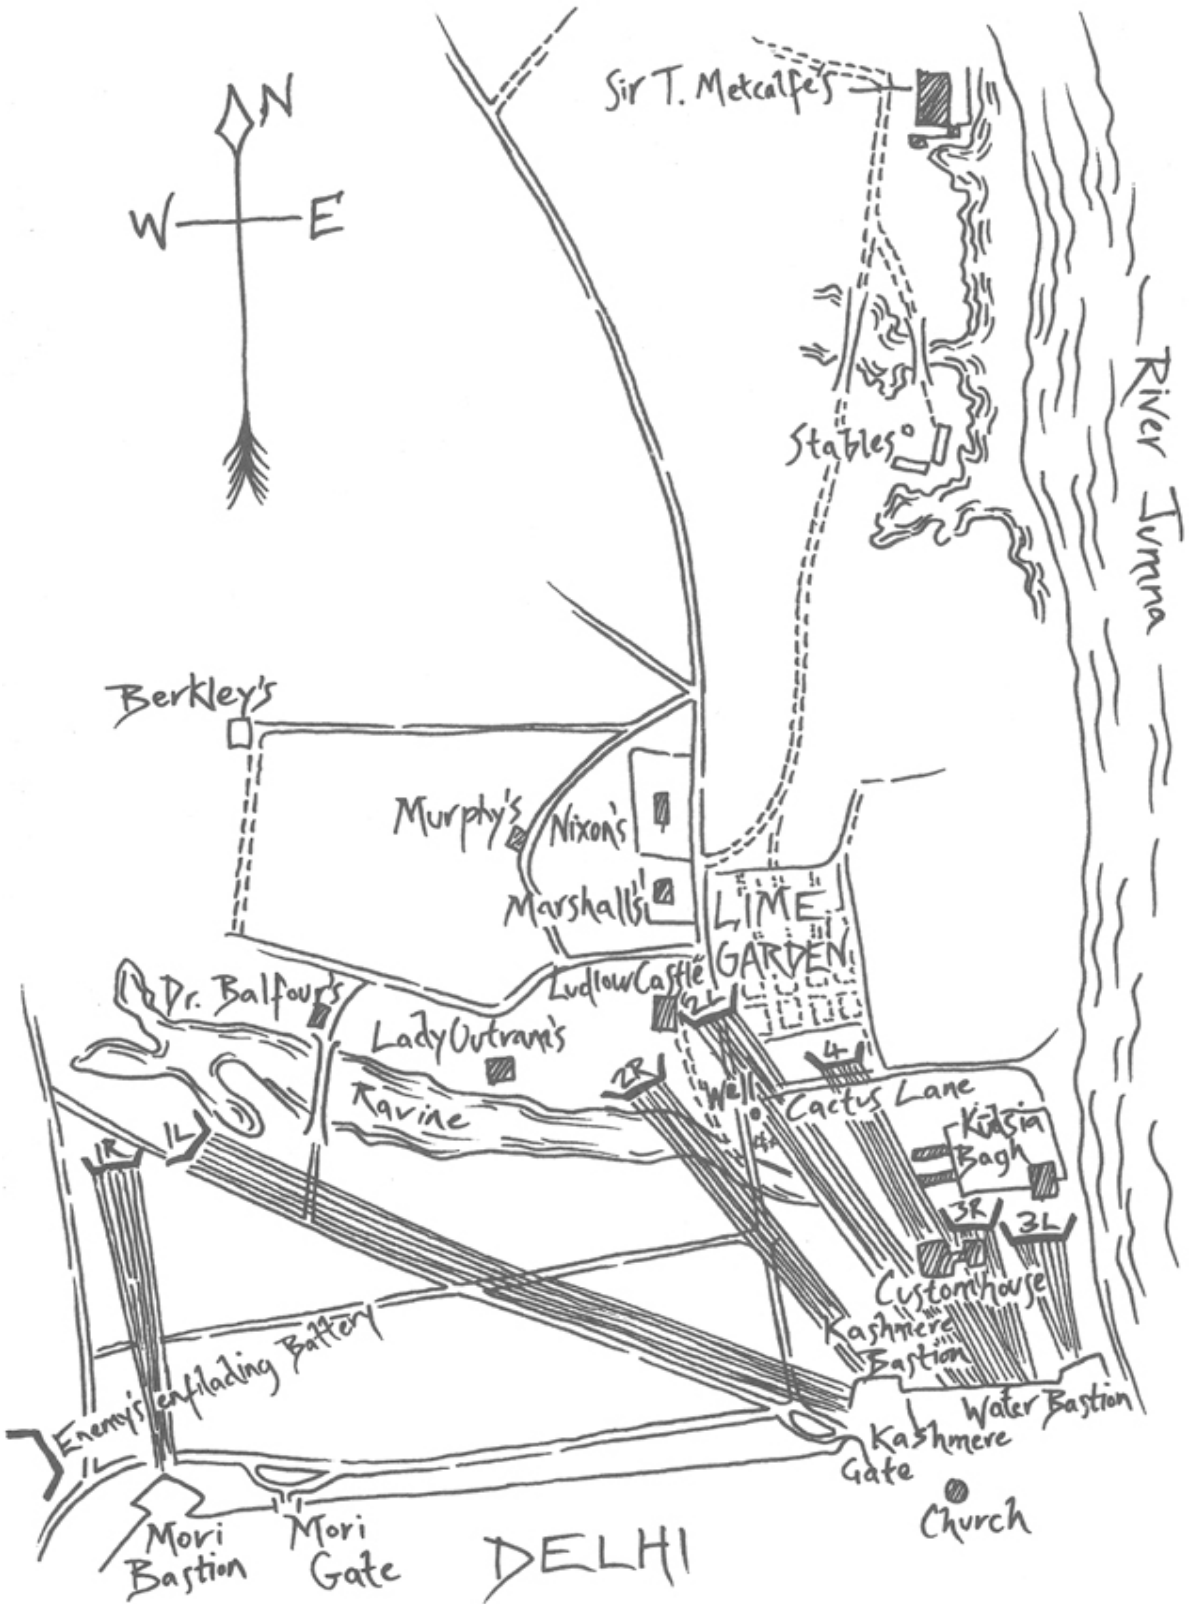 N
Sir T. Metcalfe's
W
E
River Jumna
Stables
Berkley's
Murphy's
Nixon's
Marshall's
LIME
GARDEN
Ludlow Castle
Dr. Balfour's
2L
Lady Outram's
4
2R
Well
Cactus Lane
Ravine
Kudsia
Bagh
1L
1R
3R
3L
Customhouse
Kashmere
Bastion
Enemy's enfilading Battery
Water Bastion
Kashmere
Gate
1L
Church
Mori
Bastion
Mori
Gate
DELHI